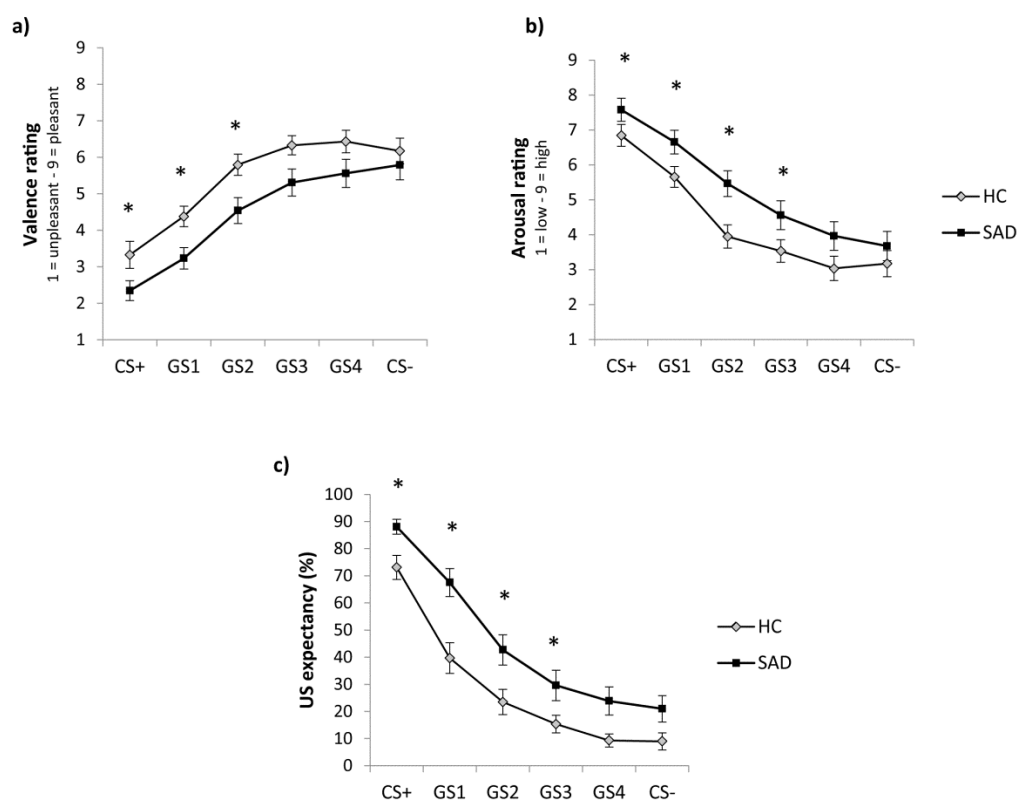 a)
Valence rating
1 = unpleasant - 9 = pleasant
9
8
7
6
5
4
3
2
1
*
*
*
CS+ GS1 GS2 GS3 GS4 CS-
b)
Arousal rating
1 = low - 9 = high
9
8
7
6
5
4
3
2
1
*
*
*
*
CS+ GS1 GS2 GS3 GS4 CS-
HC
SAD
c)
US expectancy (%)
100
90
80
70
60
50
40
30
20
10
0
*
*
*
*
CS+ GS1 GS2 GS3 GS4 CS-
HC
SAD